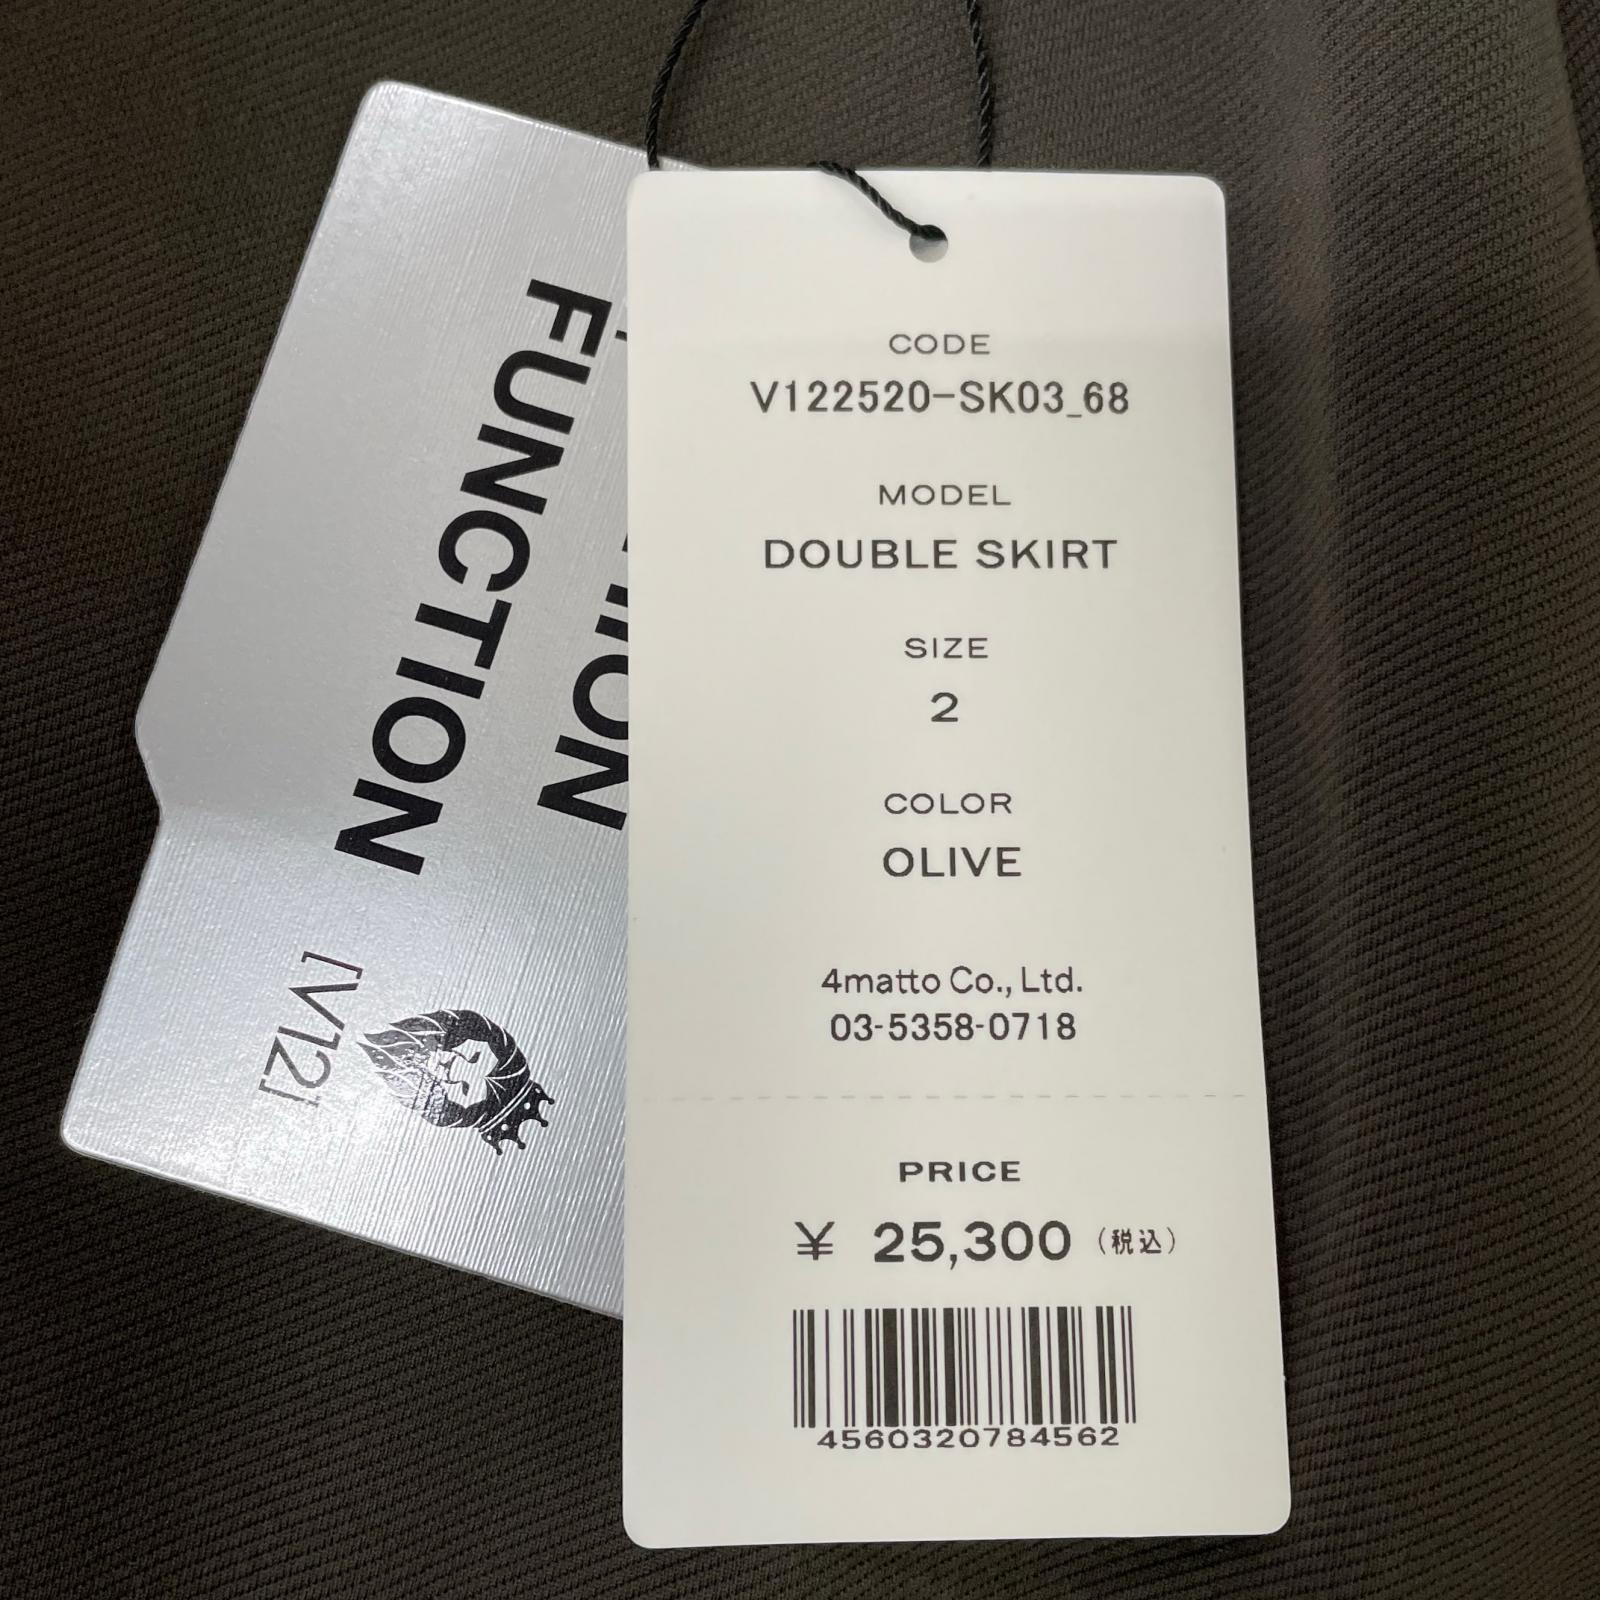 FUNCTION
[V12]
CODE
V122520-SK03_68
MODEL
DOUBLE SKIRT
SIZE
2
COLOR
OLIVE
4matto Co., Ltd.
03-5358-0718
PRICE
¥ 25,300 (税込)
4560320784562